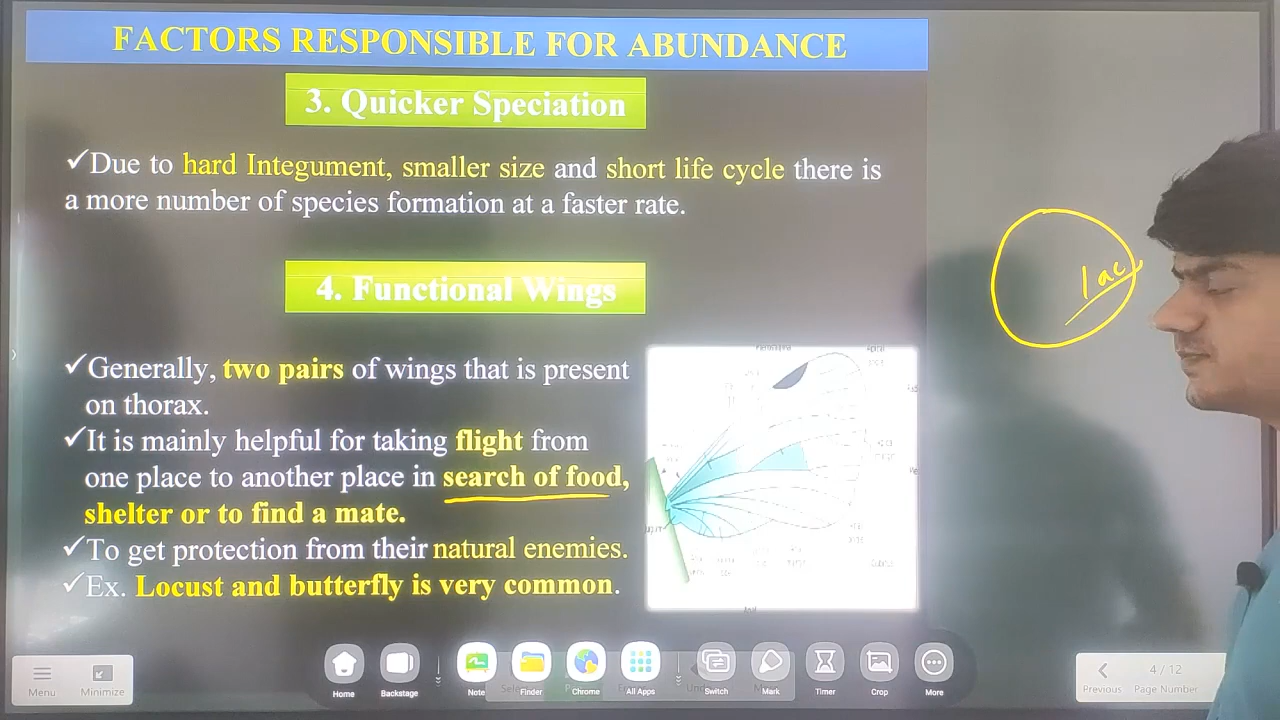 FACTORS RESPONSIBLE FOR ABUNDANCE
3. Quicker Speciation
✓Due to hard Integument, smaller size and short life cycle there is
a more number of species formation at a faster rate.
lac
4. Functional Wings
✓Generally, two pairs of wings that is present
on thorax.
✓It is mainly helpful for taking flight from
one place to another place in search of food,
shelter or to find a mate.
✓To get protection from their natural enemies.
✓Ex. Locust and butterfly is very common.
Menu
Minimize
Home
Backstage
Note
Finder
Chrome
All Apps
Switch
Mark
Timer
Crop
More
Previous
4 / 12
Page Number